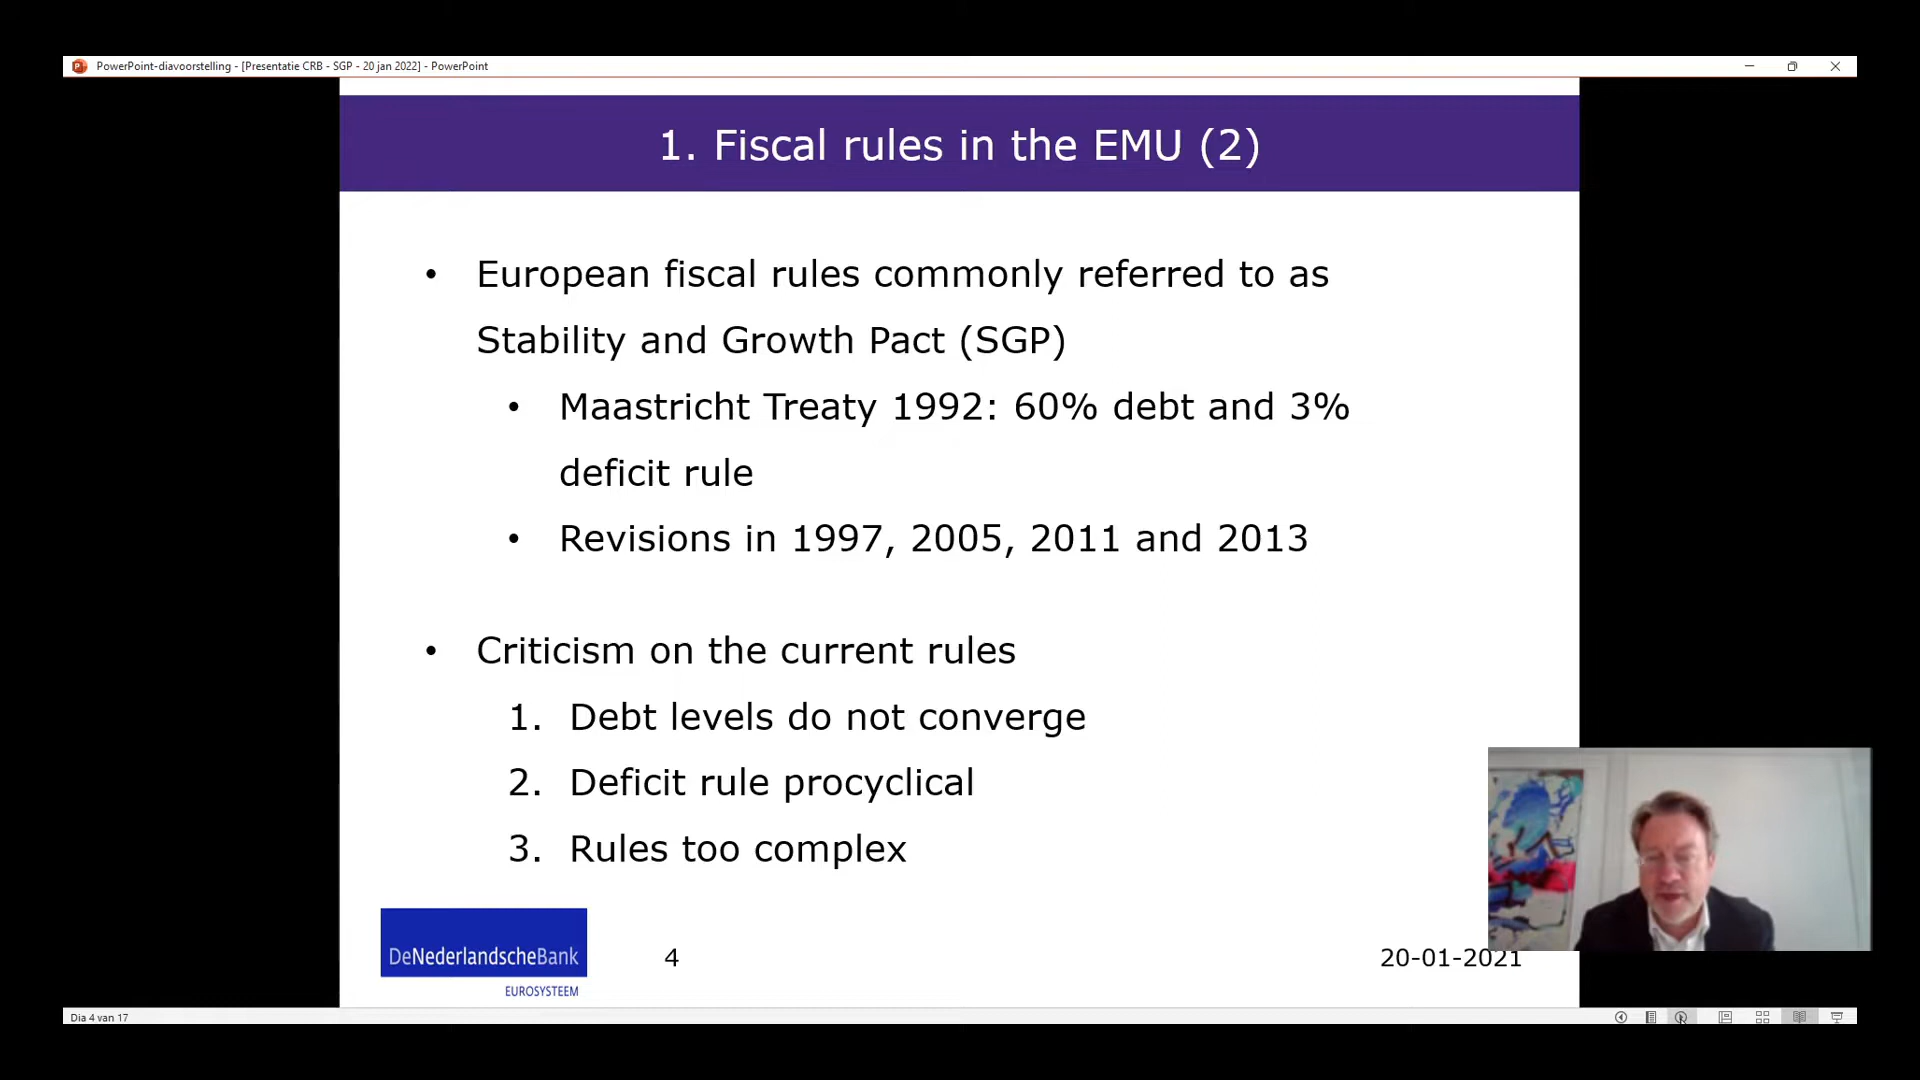 PowerPoint-diavoorstelling - [Presentatie CRB - SGP - 20 jan 2022] - PowerPoint
1. Fiscal rules in the EMU (2)
• European fiscal rules commonly referred to as
Stability and Growth Pact (SGP)
• Maastricht Treaty 1992: 60% debt and 3%
deficit rule
• Revisions in 1997, 2005, 2011 and 2013
• Criticism on the current rules
1. Debt levels do not converge
2. Deficit rule procyclical
3. Rules too complex
DeNederlandscheBank
EUROSYSTEEM
4
20-01-2021
Dia 4 van 17